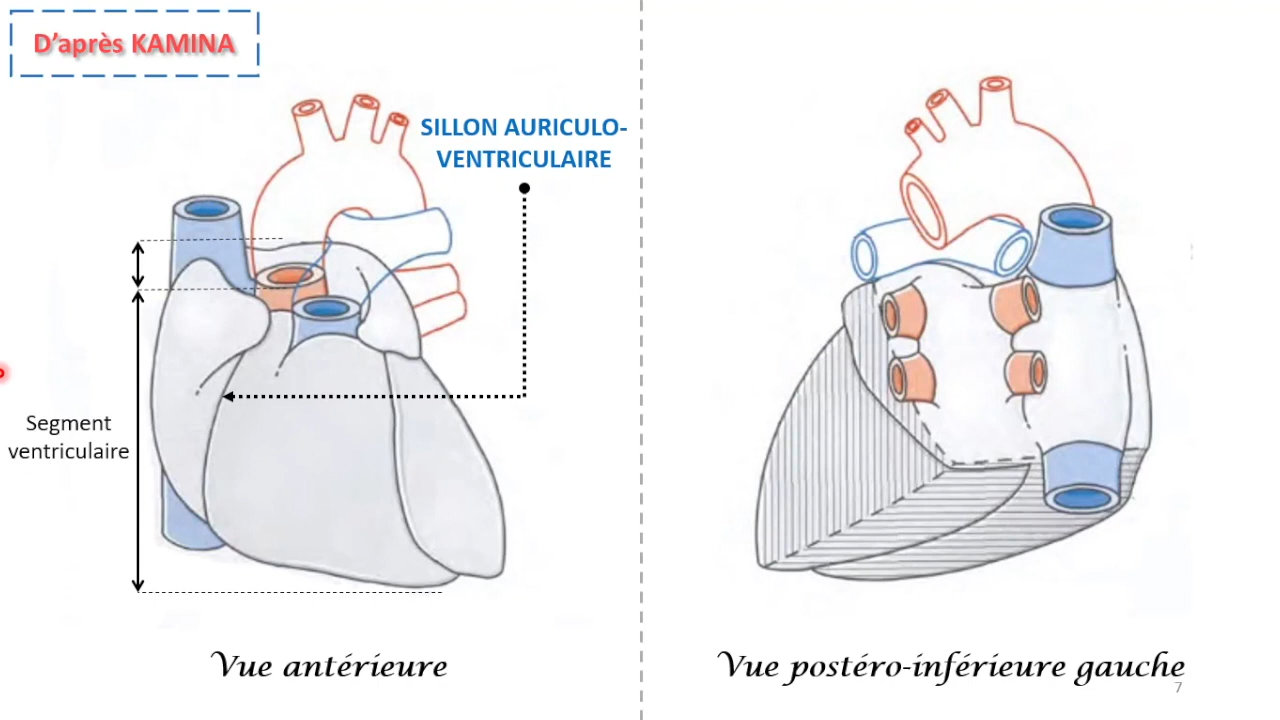 D'après KAMINA
SILLON AURICULO-
VENTRICULAIRE
Segment
ventriculaire
Vue antérieure
Vue postéro-inférieure gauche
7